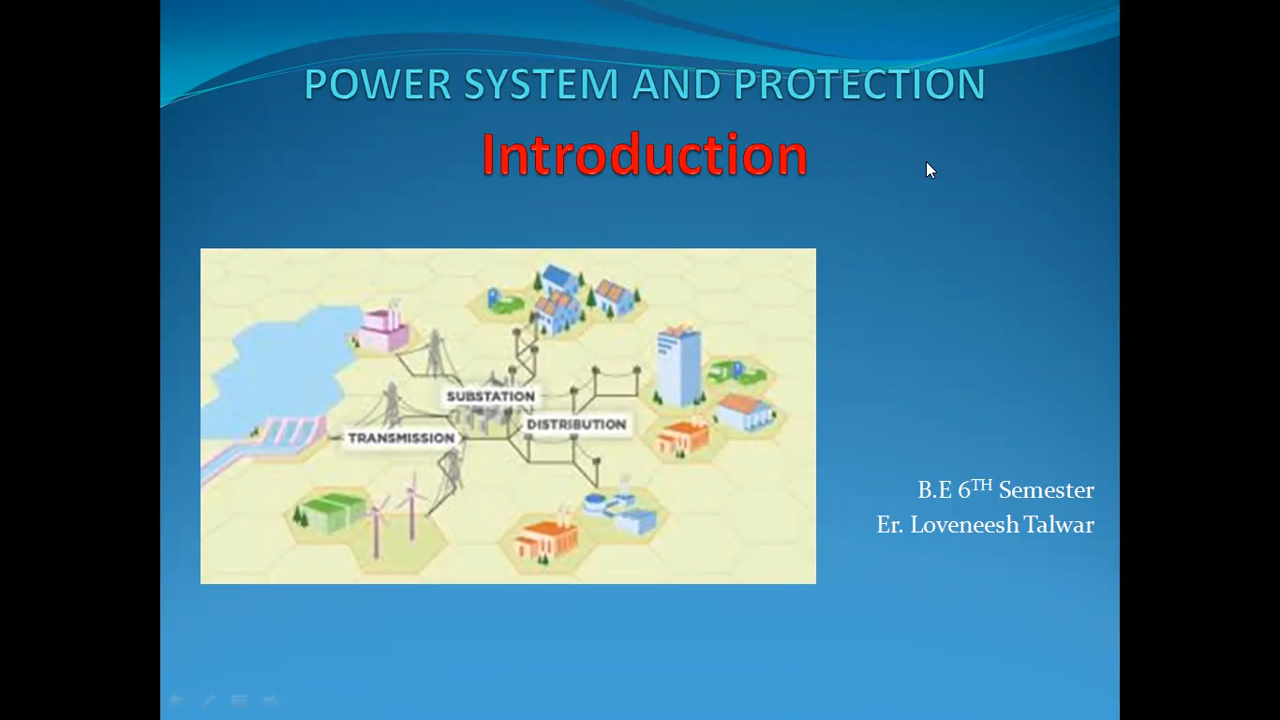 POWER SYSTEM AND PROTECTION
Introduction
SUBSTATION
DISTRIBUTION
TRANSMISSION
B.E 6TH Semester
Er. Loveneesh Talwar